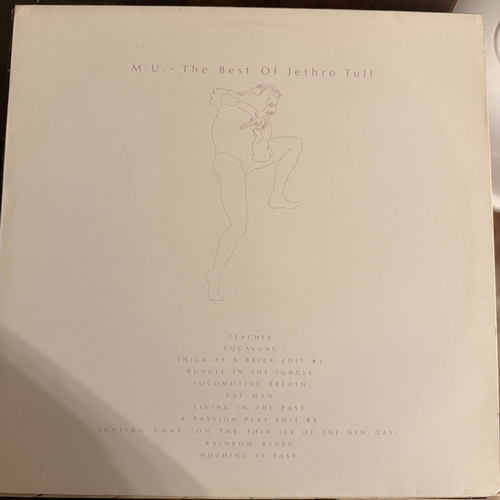 M.U. - The Best Of Jethro Tull
TEACHER
AQUALUNG
THICK AS A BRICK EDIT #1
BUNGLE IN THE JUNGLE
LOCOMOTIVE BREATH
FAT MAN
LIVING IN THE PAST
A PASSION PLAY EDIT #8
SKATING AWAY (ON THE THIN ICE OF THE NEW DAY)
RAINBOW BLUES
NOTHING IS EASY